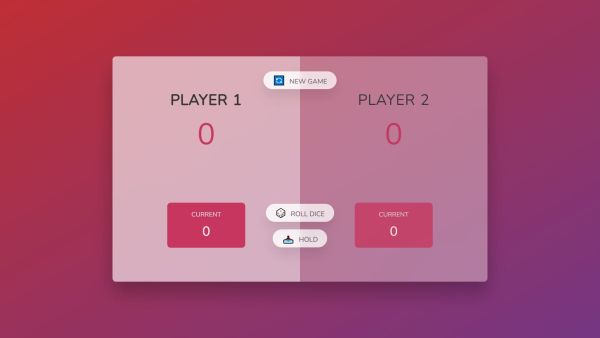 NEW GAME
PLAYER 1
0
PLAYER 2
0
CURRENT
0
ROLL DICE
HOLD
CURRENT
0